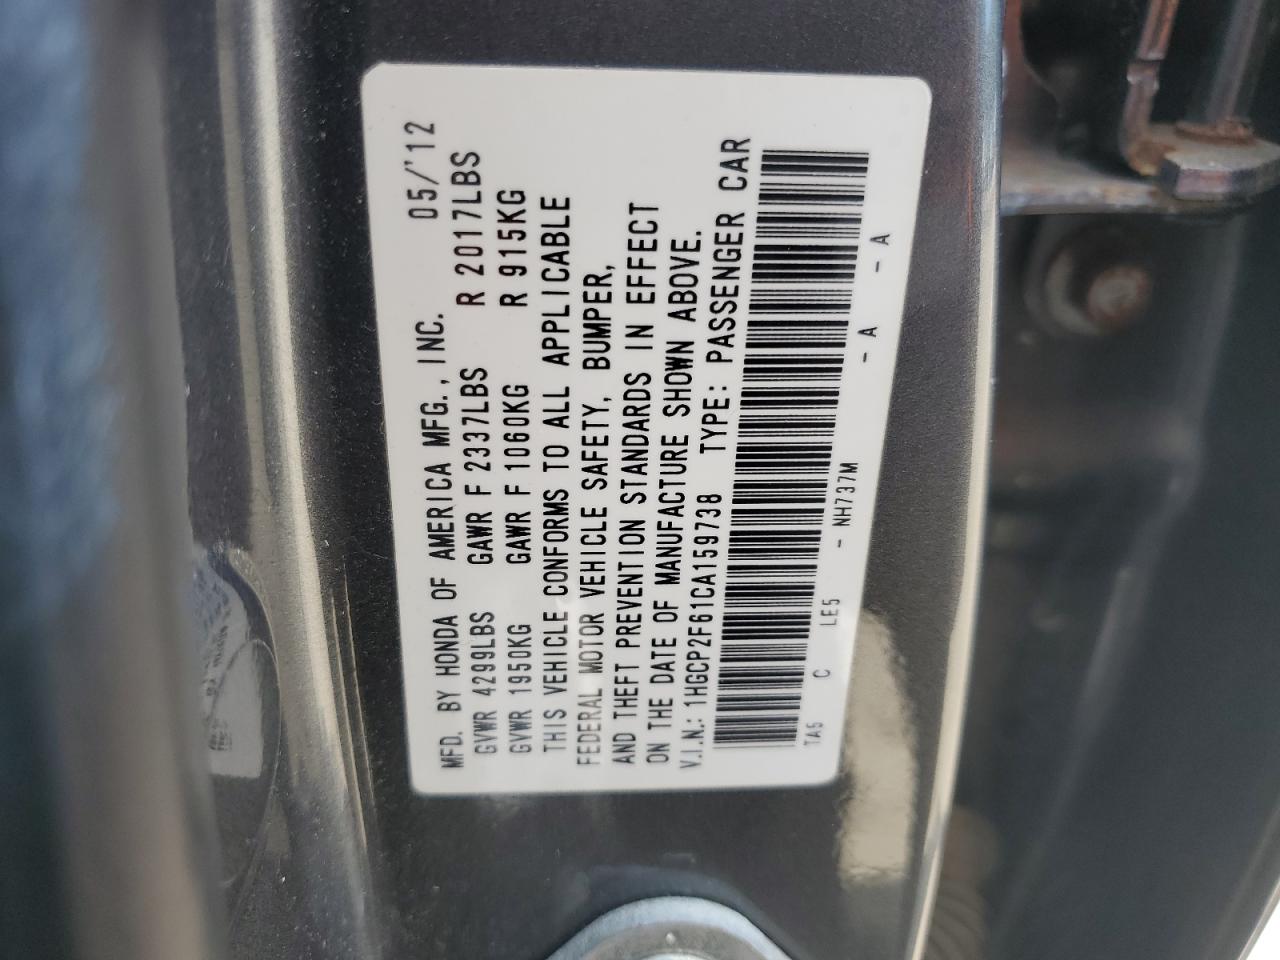 MFD. BY HONDA OF AMERICA MFG., INC. 05/'12
GVWR 4299LBS GAWR F 2337LBS R 2017LBS
GVWR 1950KG GAWR F 1060KG R 915KG
THIS VEHICLE CONFORMS TO ALL APPLICABLE
FEDERAL MOTOR VEHICLE SAFETY, BUMPER,
AND THEFT PREVENTION STANDARDS IN EFFECT
ON THE DATE OF MANUFACTURE SHOWN ABOVE.
V.I.N.: 1HGCP2F61CA159738 TYPE: PASSENGER CAR
TA5 C LE5 - NH737M - A - A